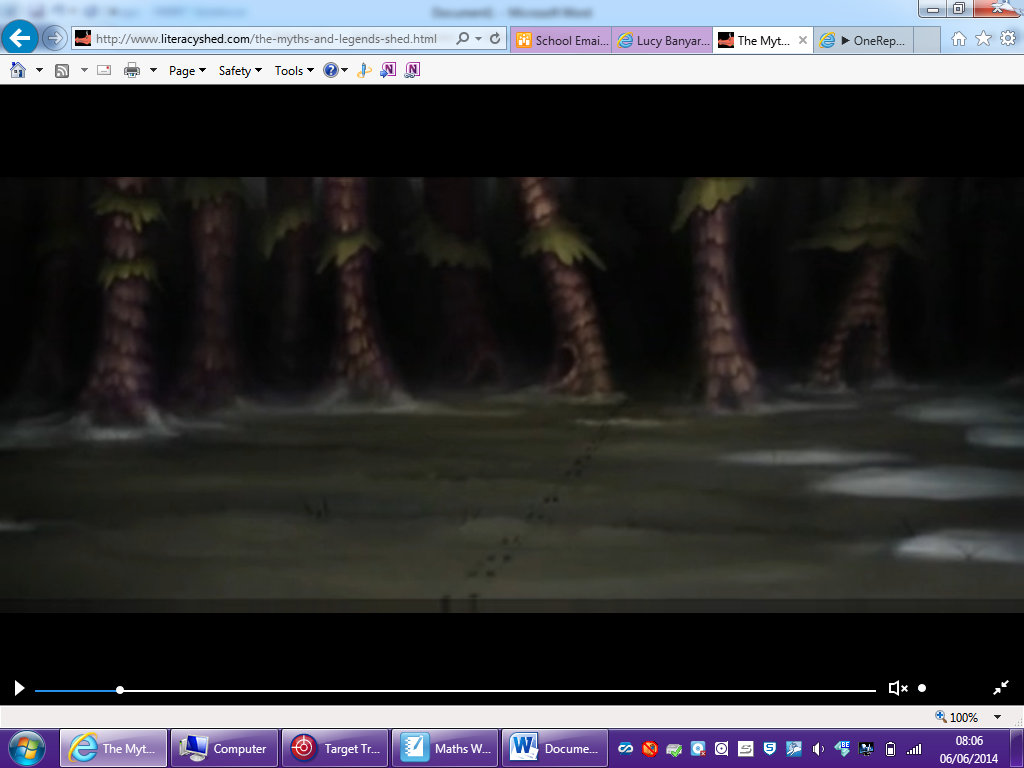 Document1 - Microsoft Word
http://www.literacyshed.com/the-myths-and-legends-shed.html
School Emai...
Lucy Banyar...
The Myt...
► OneRep...
Page
Safety
Tools
100%
The Myt...
Computer
Target Tr...
Maths W...
Docume...
08:06
06/06/2014